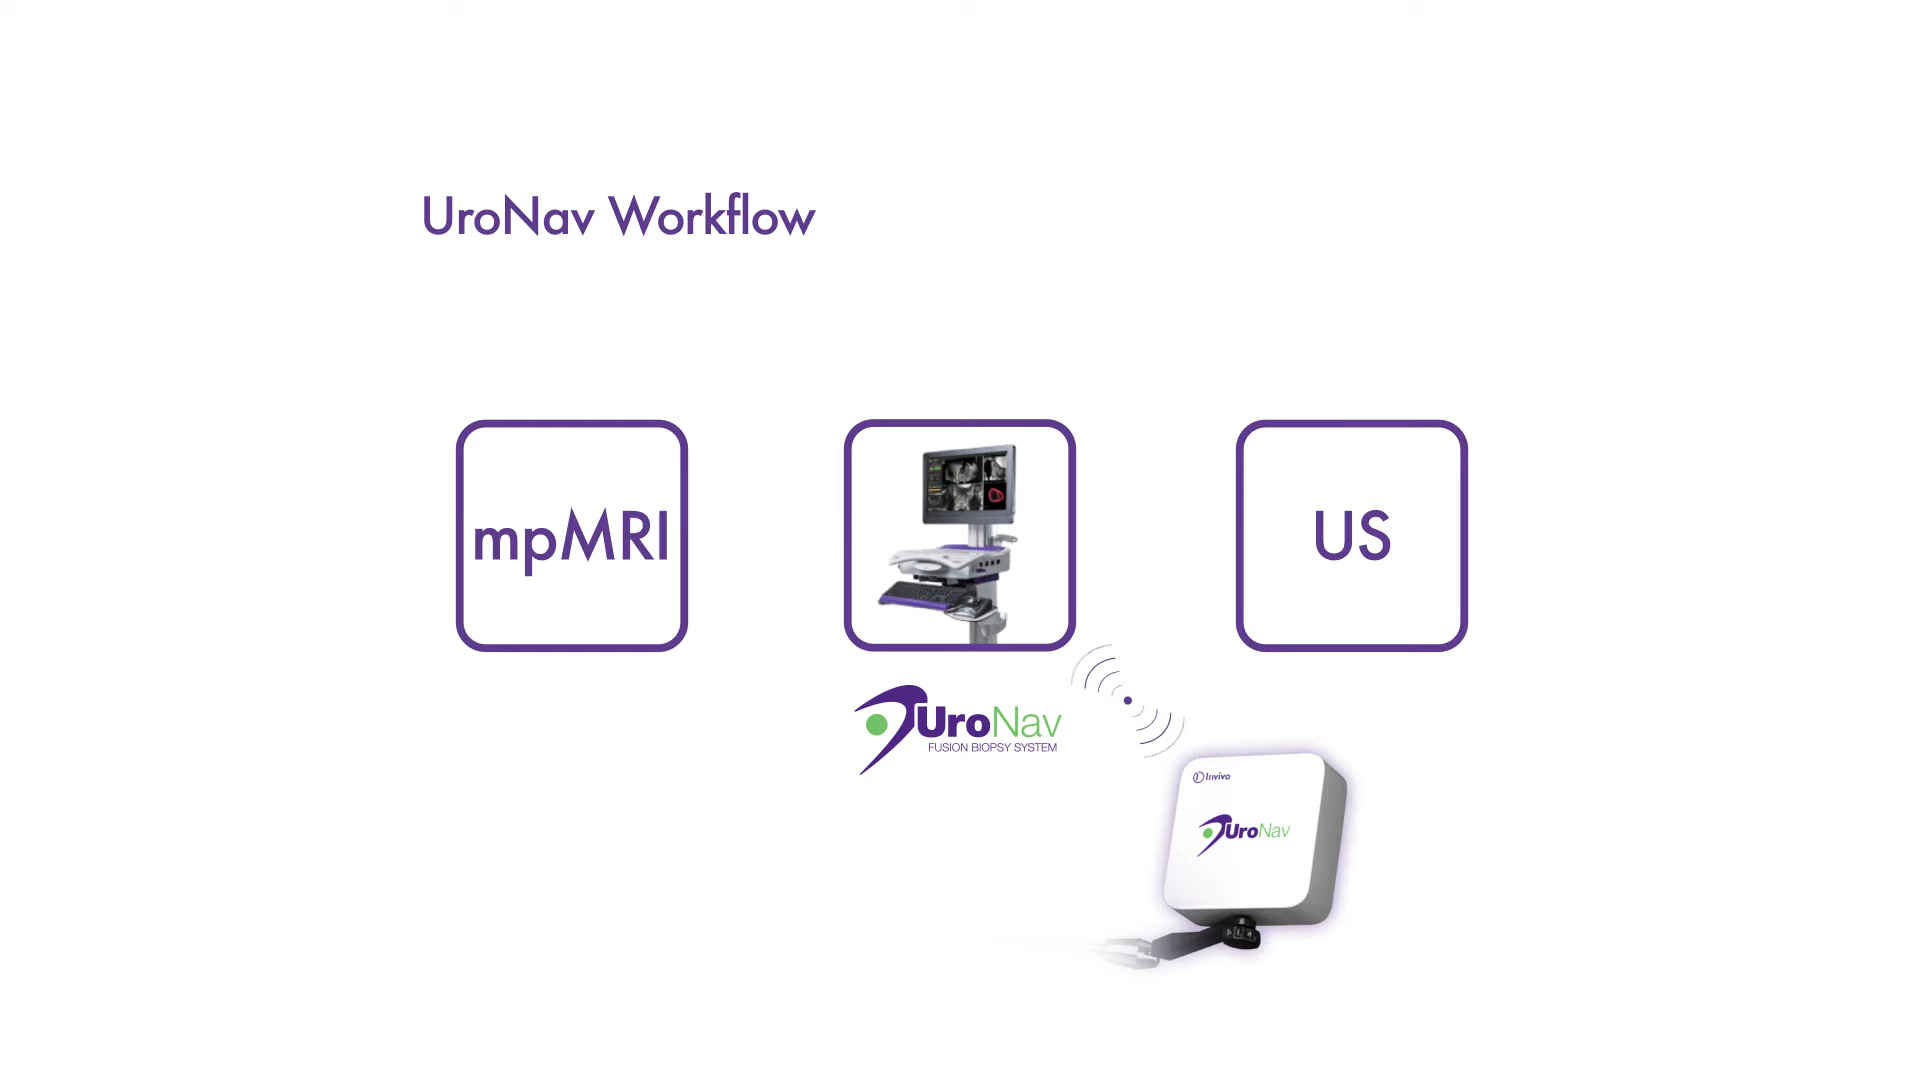 UroNav Workflow
mpMRI
US
UroNav
FUSION BIOPSY SYSTEM
Invivo
UroNav